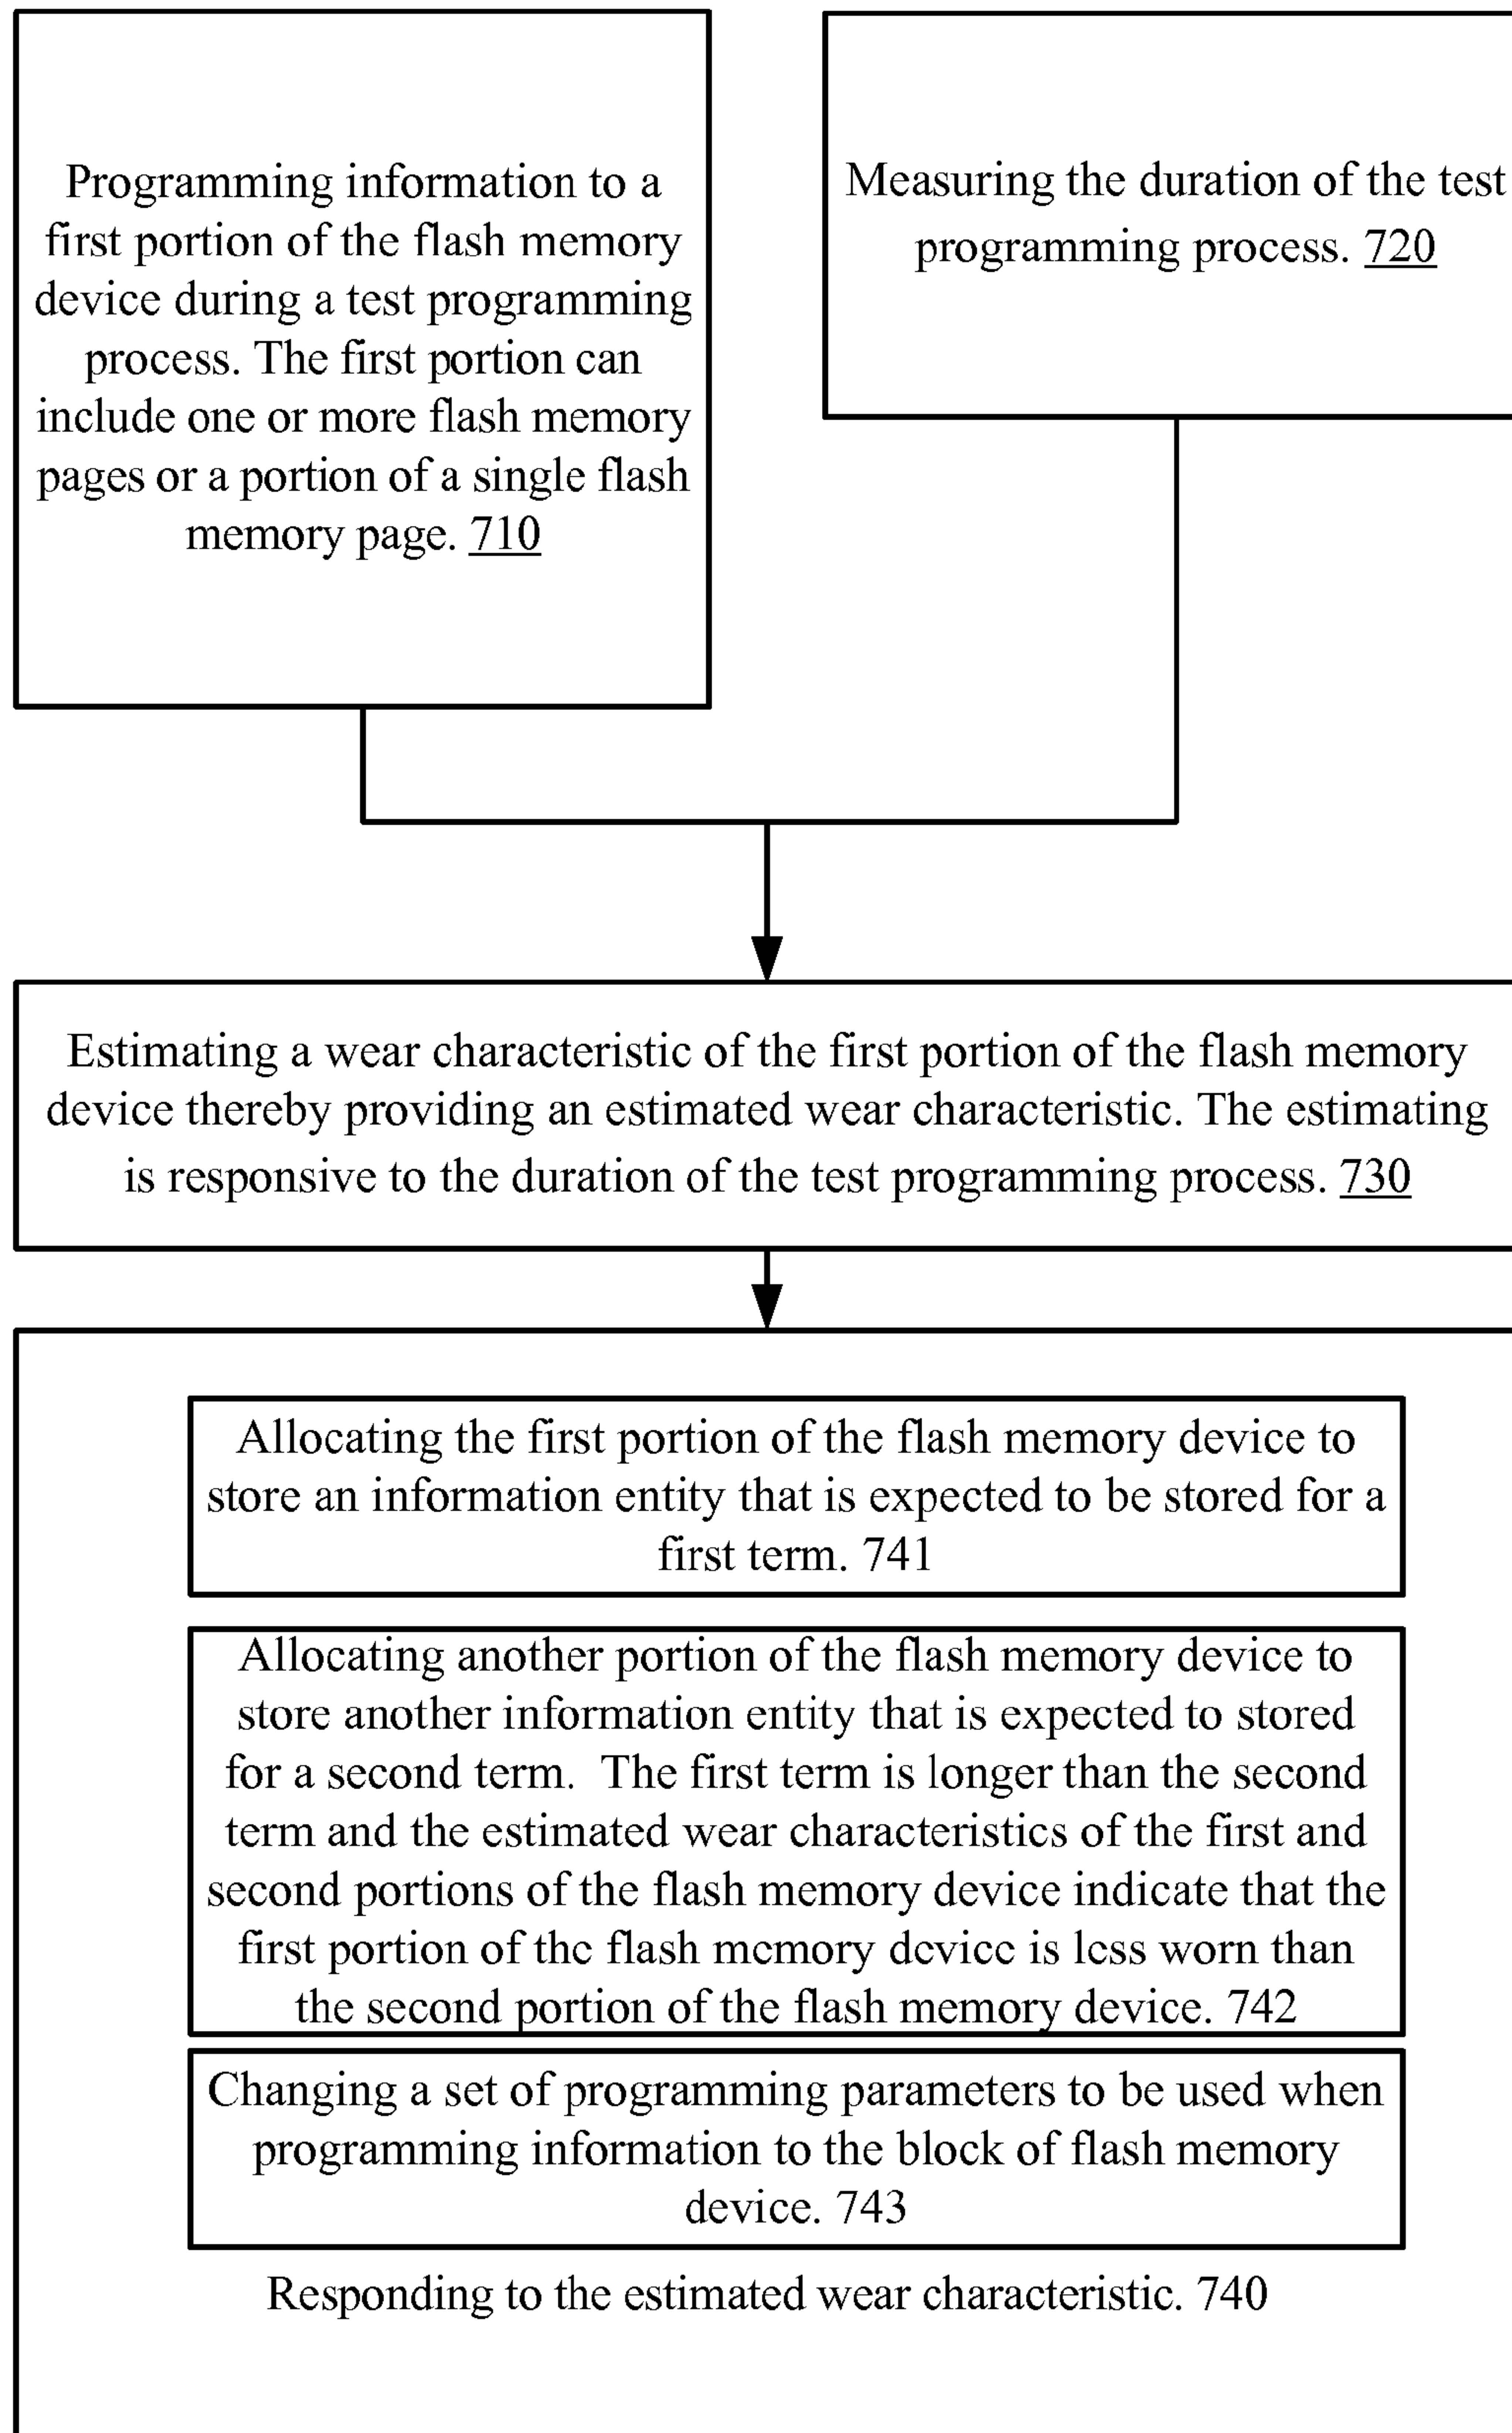 Programming information to a
first portion of the flash memory
device during a test programming
process. The first portion can
include one or more flash memory
pages or a portion of a single flash
memory page. 710
Measuring the duration of the test
programming process. 720
Estimating a wear characteristic of the first portion of the flash memory
device thereby providing an estimated wear characteristic. The estimating
is responsive to the duration of the test programming process. 730
Allocating the first portion of the flash memory device to
store an information entity that is expected to be stored for a
first term. 741
Allocating another portion of the flash memory device to
store another information entity that is expected to stored
for a second term.  The first term is longer than the second
term and the estimated wear characteristics of the first and
second portions of the flash memory device indicate that the
first portion of the flash memory device is less worn than
the second portion of the flash memory device. 742
Changing a set of programming parameters to be used when
programming information to the block of flash memory
device. 743
Responding to the estimated wear characteristic. 740